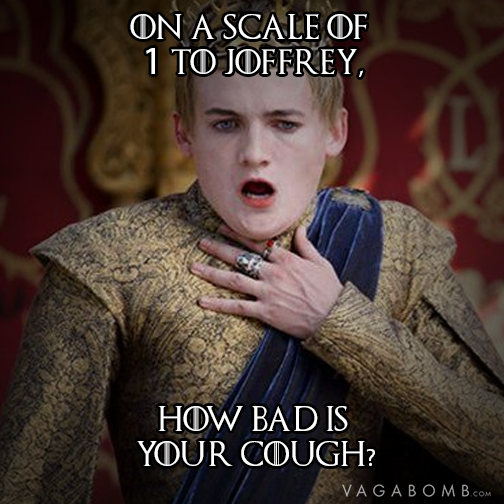 ON A SCALE OF
1 TO JOFFREY,
HOW BAD IS
YOUR COUGH?
VAGABOMB.COM